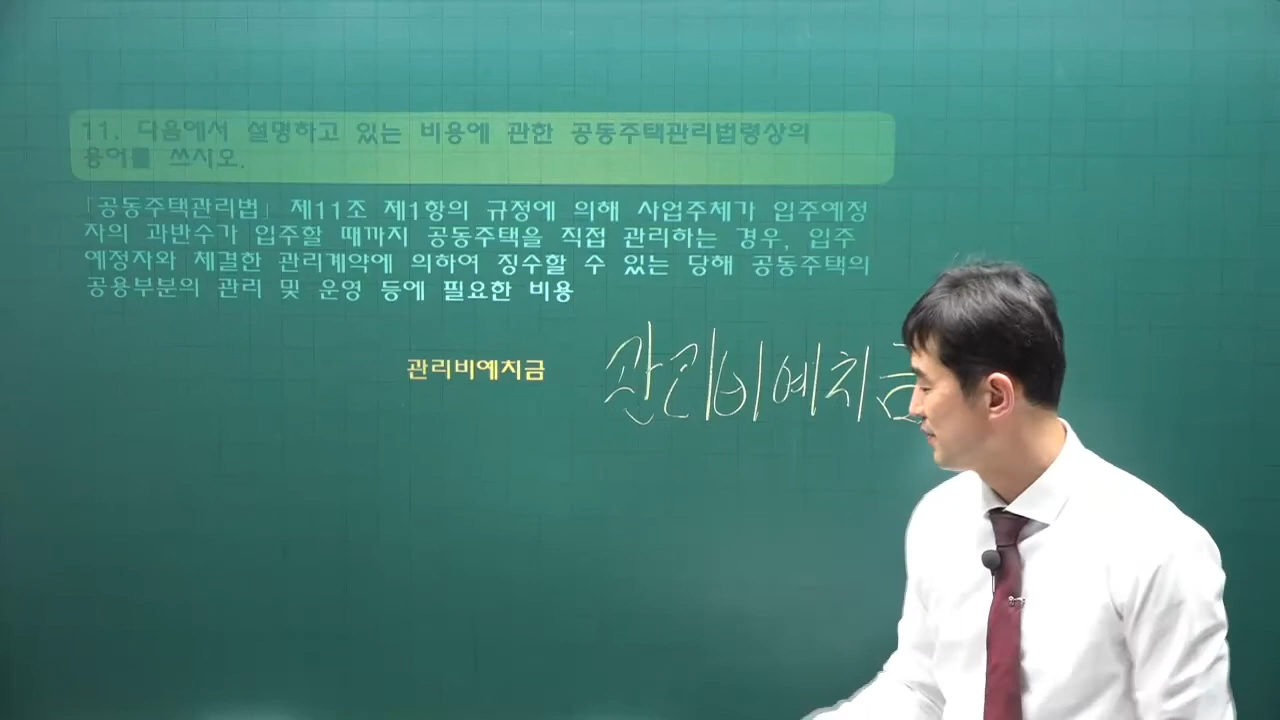 11. 다음에서 설명하고 있는 비용에 관한 공동주택관리법령상의
용어를 쓰시오.
「공동주택관리법」 제11조 제1항의 규정에 의해 사업주체가 입주예정
자의 과반수가 입주할 때까지 공동주택을 직접 관리하는 경우, 입주
예정자와 체결한 관리계약에 의하여 징수할 수 있는 당해 공동주택의
공용부분의 관리 및 운영 등에 필요한 비용
관리비예치금
관리비예치금